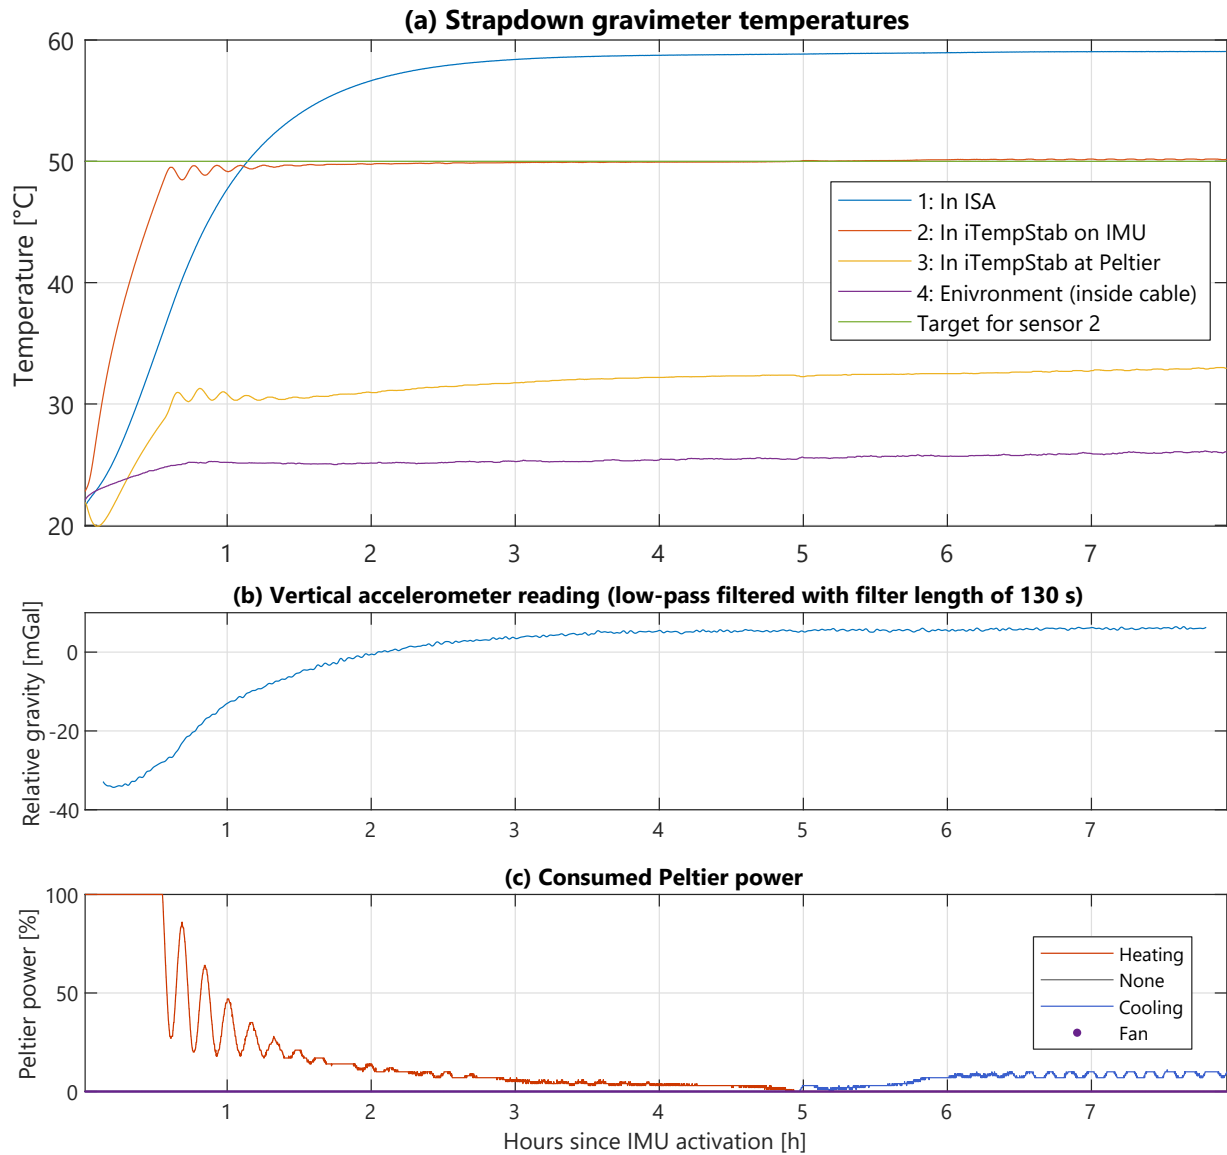 (a) Strapdown gravimeter temperatures
Temperature [°C]
60
50
40
30
20
1: In ISA
2: In iTempStab on IMU
3: In iTempStab at Peltier
4: Enivronment (inside cable)
Target for sensor 2
1 2 3 4 5 6 7
(b) Vertical accelerometer reading (low-pass filtered with filter length of 130 s)
Relative gravity [mGal]
0
-20
-40
1 2 3 4 5 6 7
(c) Consumed Peltier power
Peltier power [%]
100
50
0
Heating
None
Cooling
Fan
1 2 3 4 5 6 7
Hours since IMU activation [h]